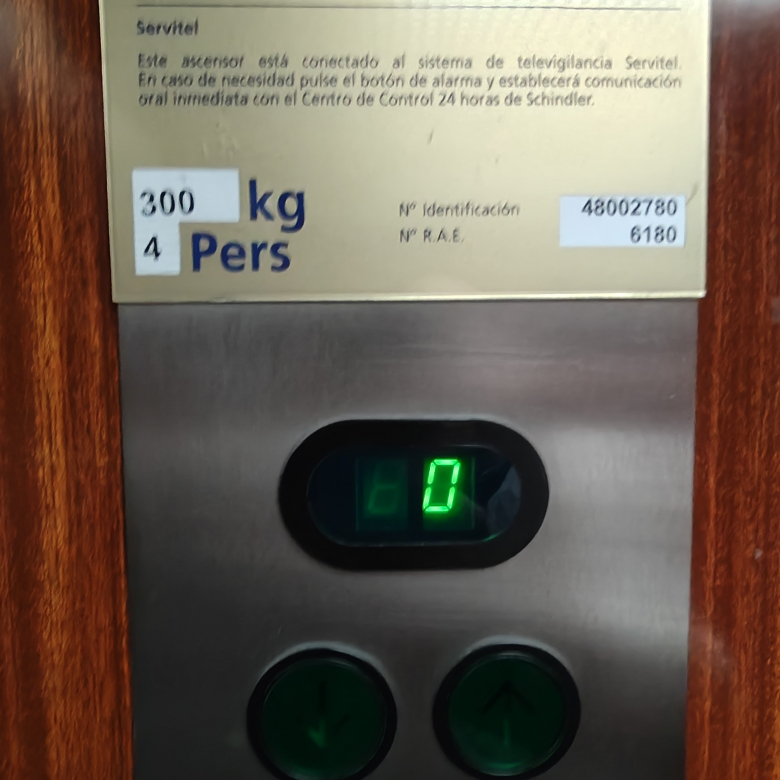 Servitel
Este ascensor está conectado al sistema de televigilancia Servitel.
En caso de necesidad pulse el botón de alarma y establecerá comunicación
oral inmediata con el Centro de Control 24 horas de Schindler.
300 kg
4 Pers
Nº Identificación 48002780
Nº R.A.E. 6180
0